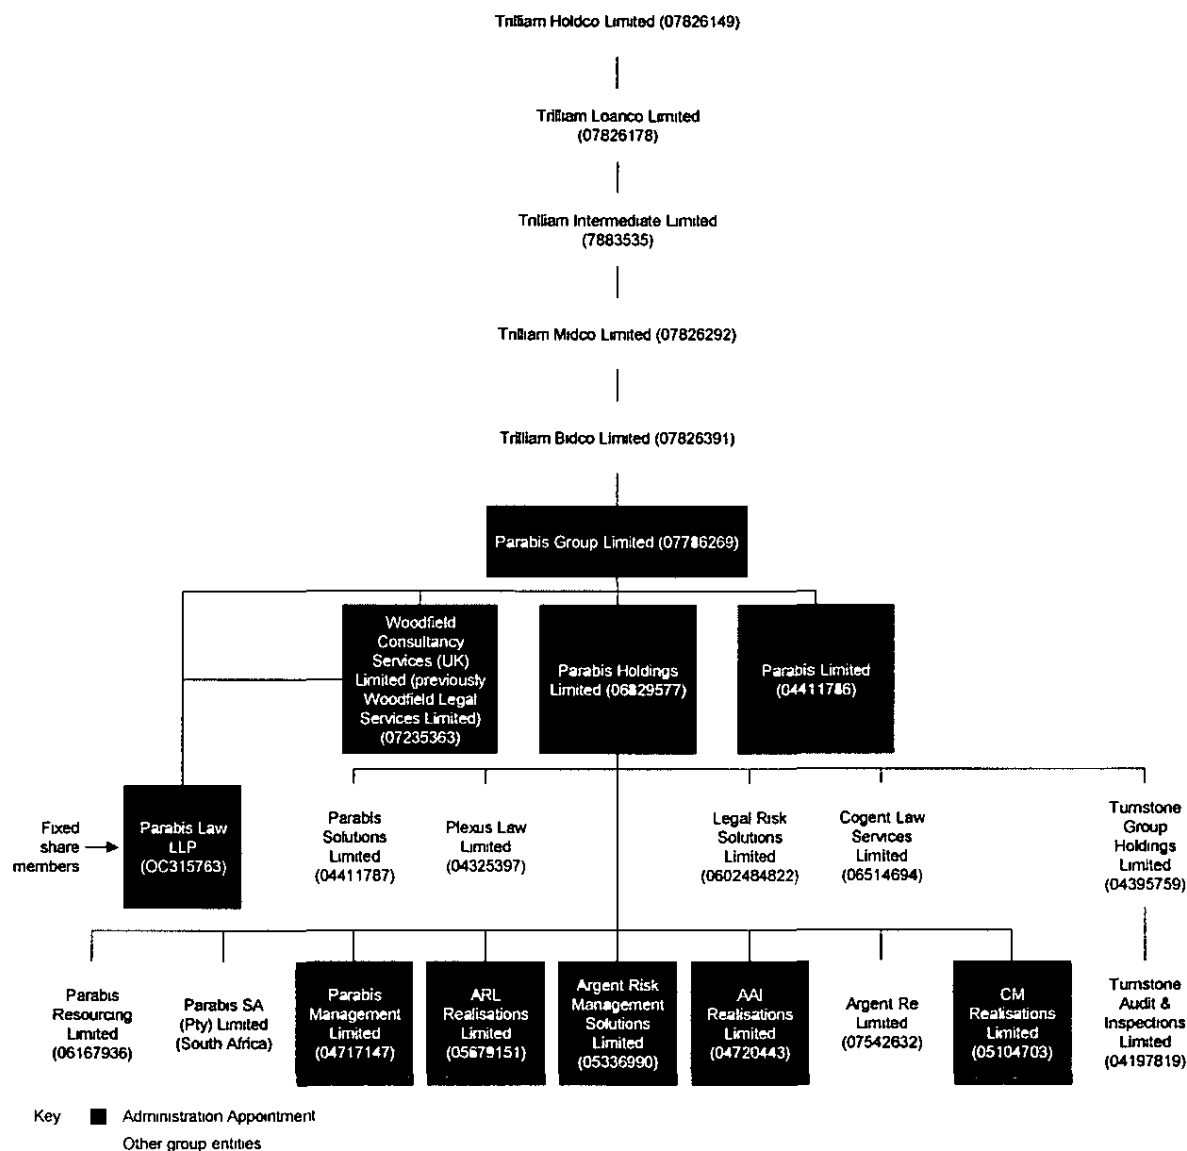 Trilliam Holdco Limited (07826149)
Trilliam Loanco Limited
(07826178)
Trilliam Intermediate Limited
(7883535)
Trilliam Midco Limited (07826292)
Trilliam Bidco Limited (07826391)
Parabis Group Limited (07786269)
Woodfield
Consultancy
Services (UK)
Limited (previously
Woodfield Legal
Services Limited)
(07235363)
Parabis Holdings
Limited (06829577)
Parabis Limited
(04411786)
Fixed
share
members
Parabis Law
LLP
(OC315763)
Parabis
Solutions
Limited
(04411787)
Plexus Law
Limited
(04325397)
Legal Risk
Solutions
Limited
(0602484822)
Cogent Law
Services
Limited
(06514694)
Turnstone
Group
Holdings
Limited
(04395759)
Parabis
Resourcing
Limited
(06167936)
Parabis SA
(Pty) Limited
(South Africa)
Parabis
Management
Limited
(04717147)
ARL
Realisations
Limited
(05679151)
Argent Risk
Management
Solutions
Limited
(05336990)
AAI
Realisations
Limited
(04720443)
Argent Re
Limited
(07542632)
CM
Realisations
Limited
(05104703)
Turnstone
Audit &
Inspections
Limited
(04197819)
Key
Administration Appointment
Other group entities